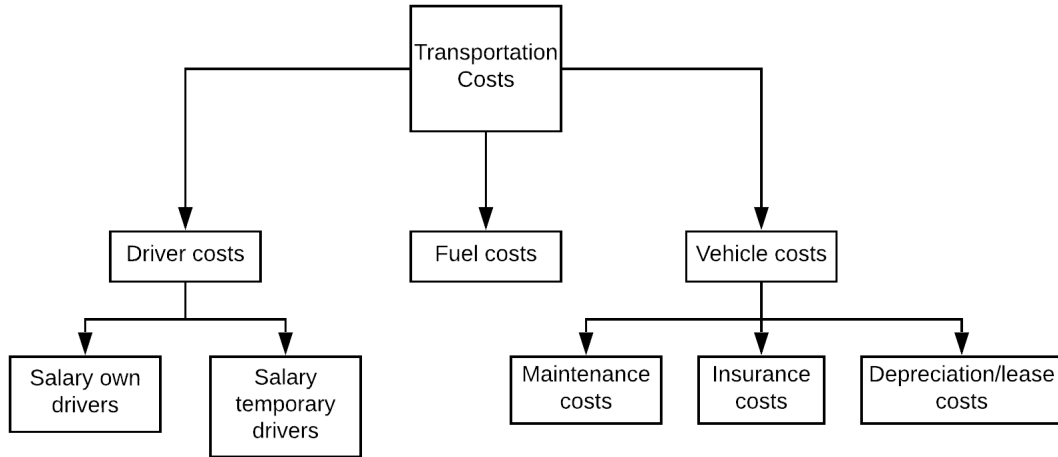 Transportation
Costs
Driver costs
Fuel costs
Vehicle costs
Salary own
drivers
Salary
temporary
drivers
Maintenance
costs
Insurance
costs
Depreciation/lease
costs